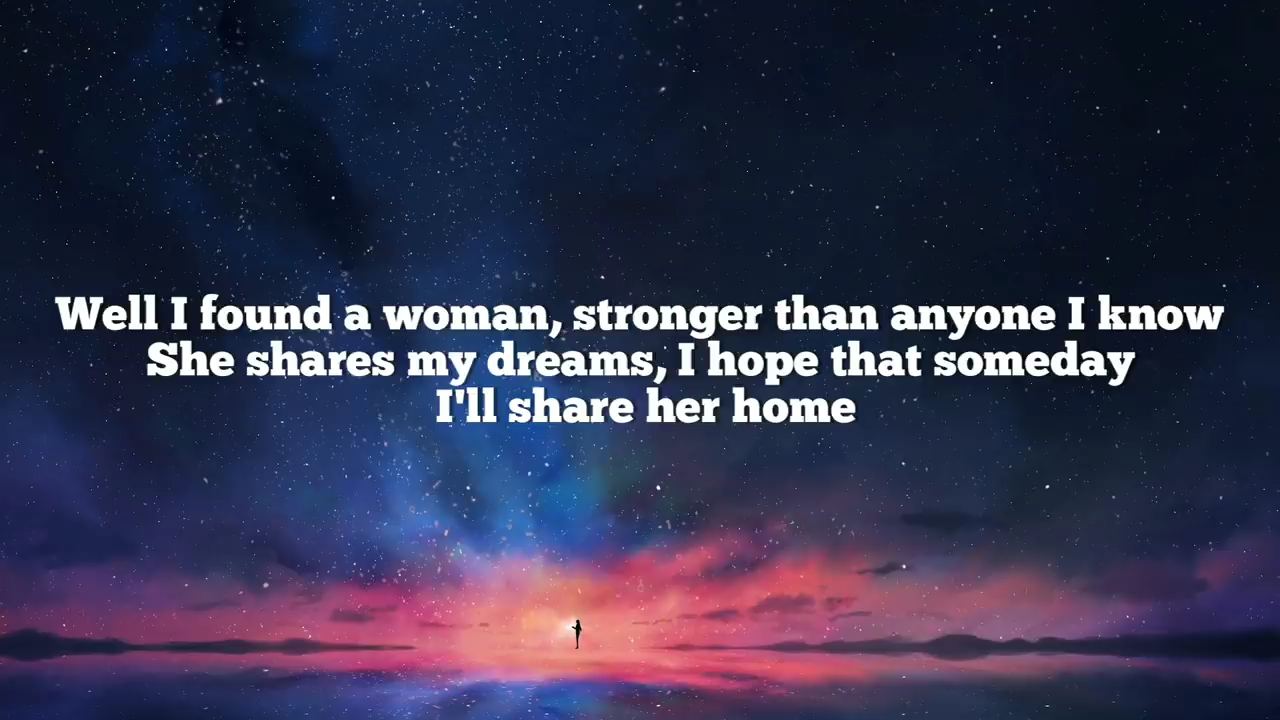 Well I found a woman, stronger than anyone I know
She shares my dreams, I hope that someday
I'll share her home